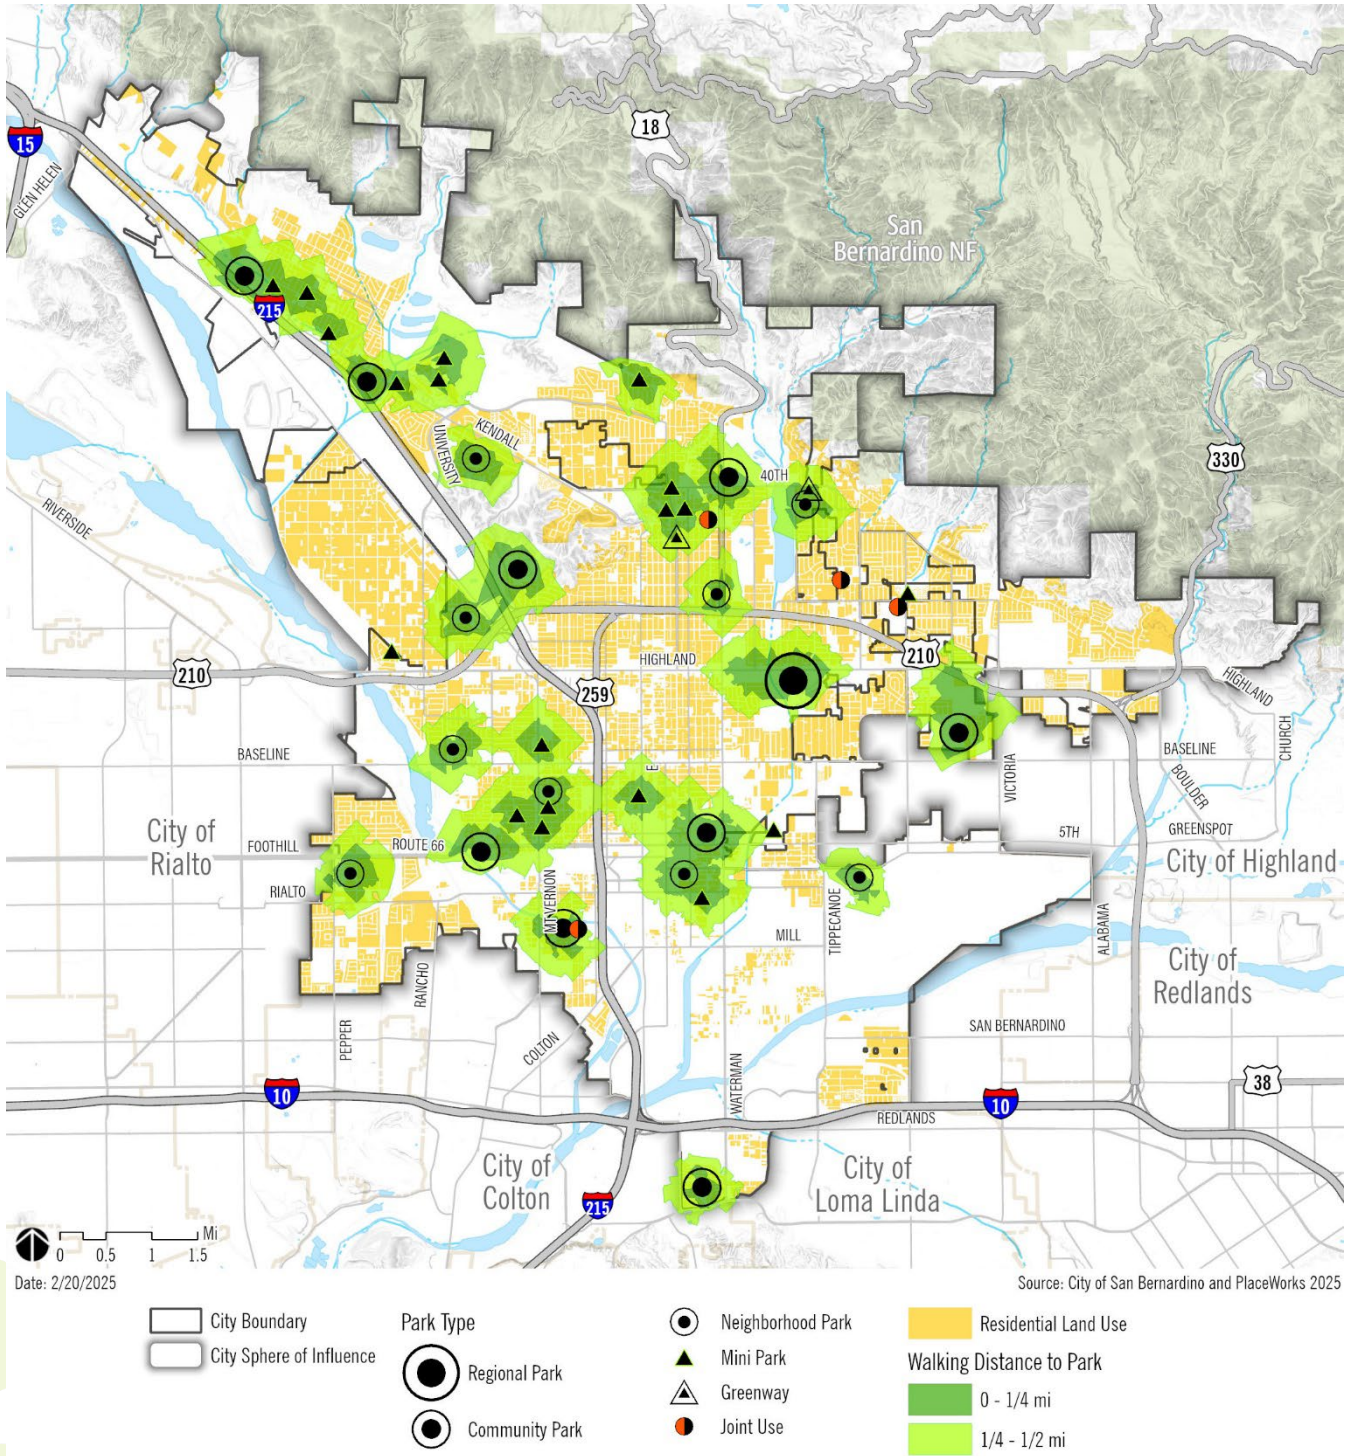 18
15
GLEN HELEN
San
Bernardino NF
215
330
KENDALL
UNIVERSITY
40TH
RIVERSIDE
210
HIGHLAND
210
259
HIGHLAND
BASELINE
E
VICTORIA
BASELINE
CHURCH
BOULDER
City of
Rialto
FOOTHILL
ROUTE 66
5TH
GREENSPOT
City of Highland
RIALTO
MT VERNON
TIPPECANOE
MILL
ALABAMA
City of
Redlands
RANCHO
PEPPER
COLTON
SAN BERNARDINO
WATERMAN
10
38
10
REDLANDS
City of
Colton
City of
Loma Linda
215
Mi
0 0.5 1 1.5
Date: 2/20/2025
Source: City of San Bernardino and PlaceWorks 2025
City Boundary
City Sphere of Influence
Park Type
Regional Park
Community Park
Neighborhood Park
Mini Park
Greenway
Joint Use
Residential Land Use
Walking Distance to Park
0 - 1/4 mi
1/4 - 1/2 mi